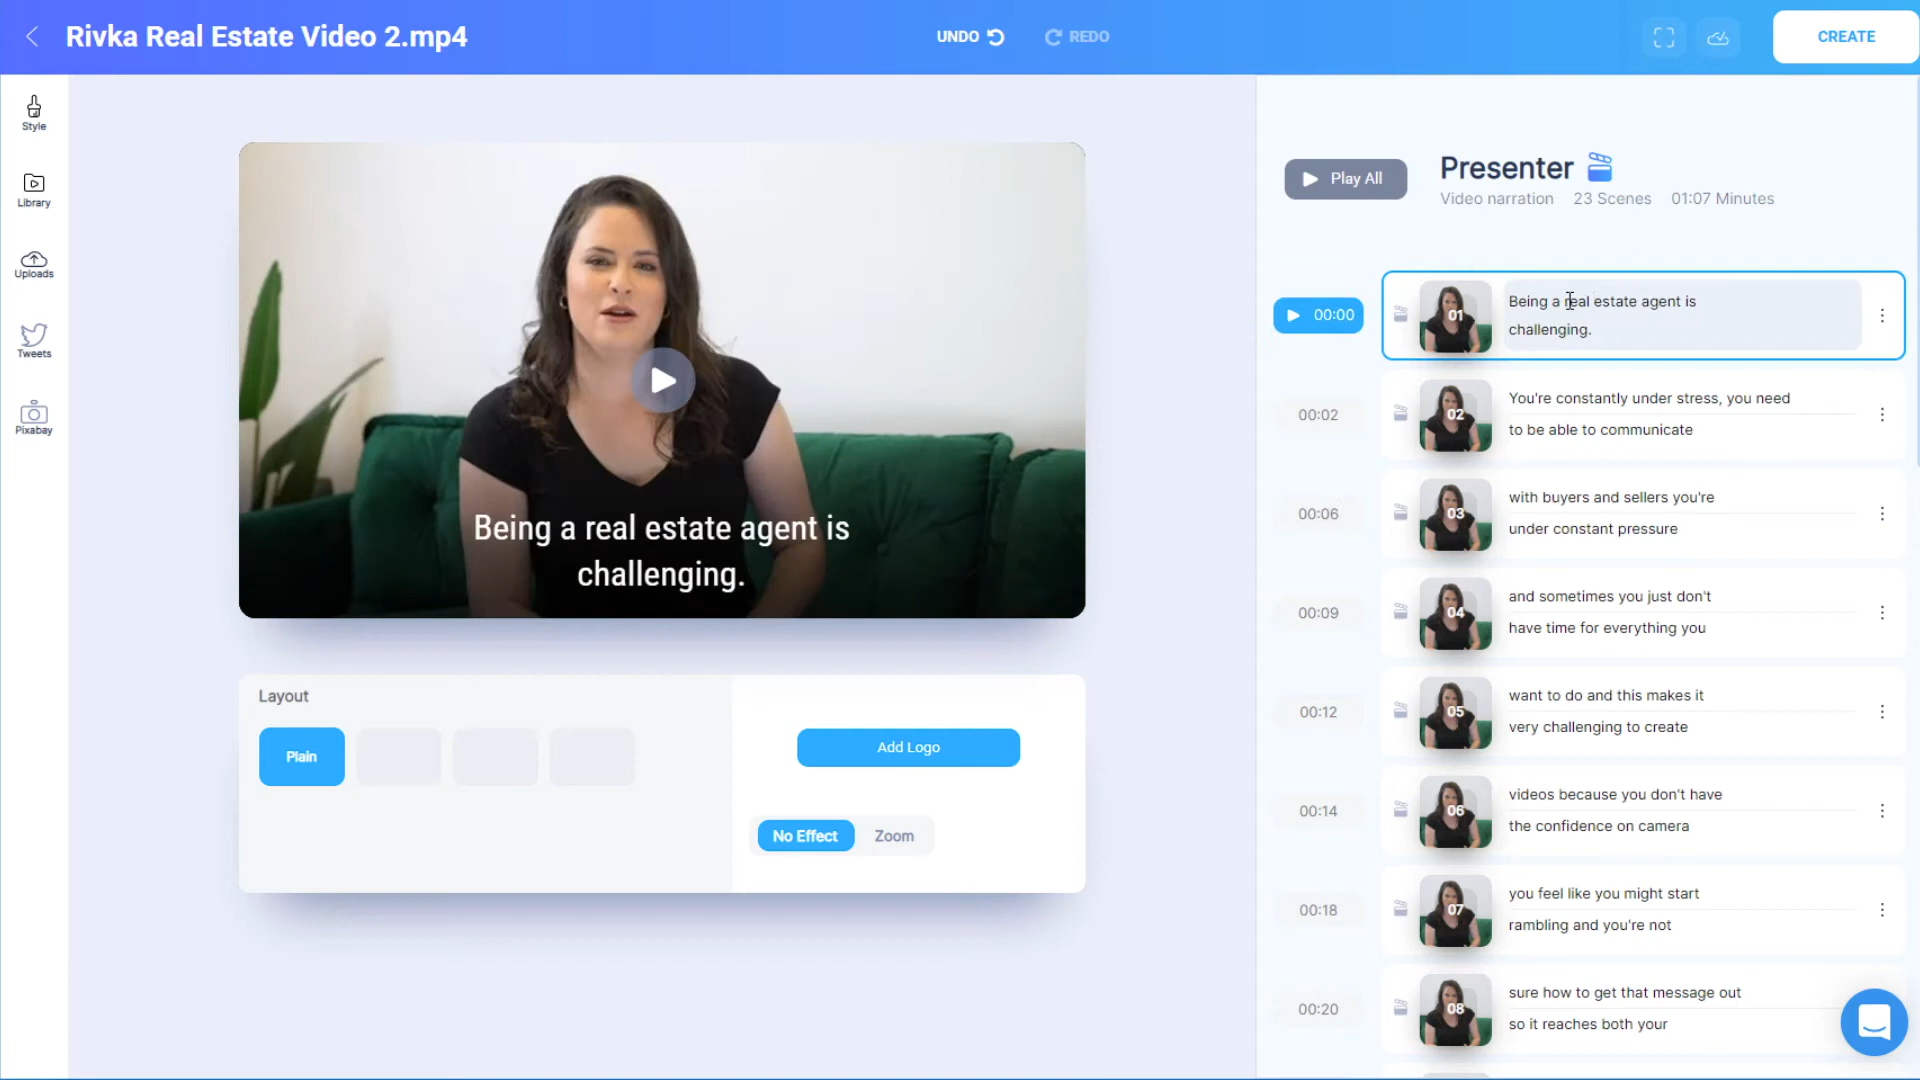 Rivka Real Estate Video 2.mp4
UNDO
REDO
CREATE
Style
Library
Uploads
Tweets
Pixabay
Being a real estate agent is
challenging.
Layout
Plain
Add Logo
No Effect
Zoom
Play All
Presenter
Video narration
23 Scenes
01:07 Minutes
00:00
01
Being a real estate agent is
challenging.
00:02
02
You're constantly under stress, you need
to be able to communicate
00:06
03
with buyers and sellers you're
under constant pressure
00:09
04
and sometimes you just don't
have time for everything you
00:12
05
want to do and this makes it
very challenging to create
00:14
06
videos because you don't have
the confidence on camera
00:18
07
you feel like you might start
rambling and you're not
00:20
08
sure how to get that message out
so it reaches both your